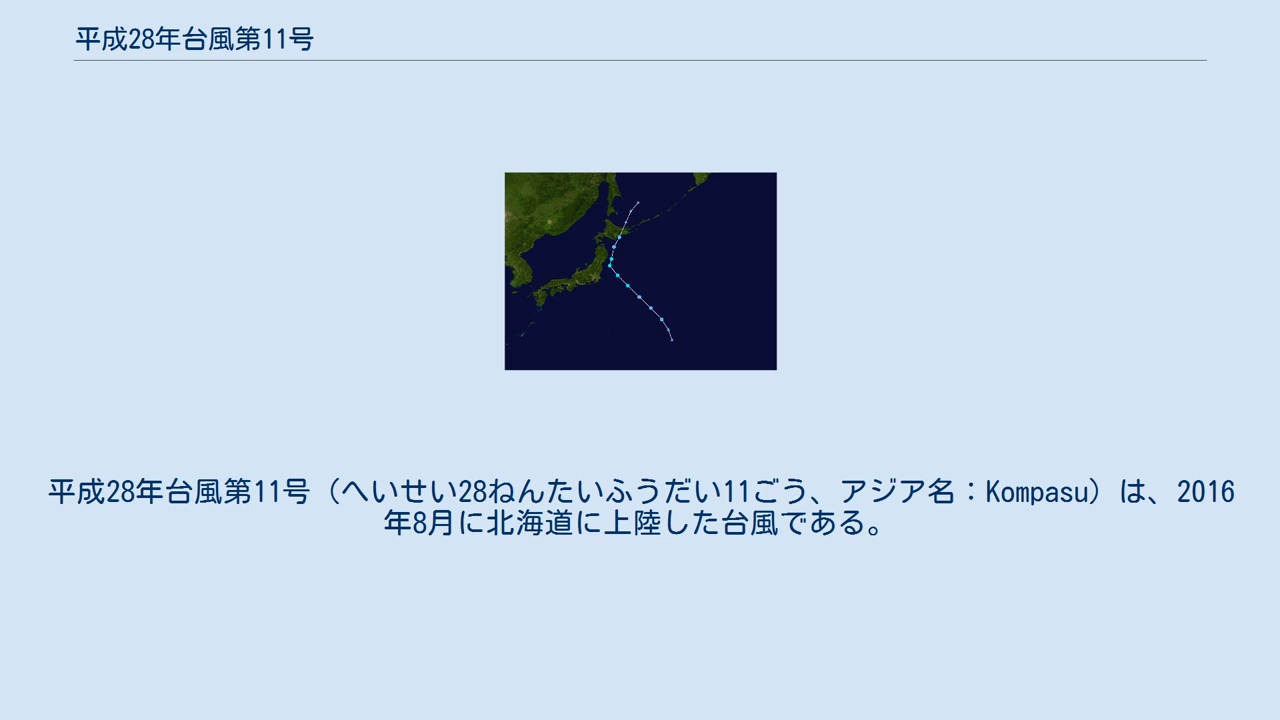 平成28年台風第11号
平成28年台風第11号（へいせい28ねんたいふうだい11ごう、アジア名：Kompasu）は、2016
年8月に北海道に上陸した台風である。